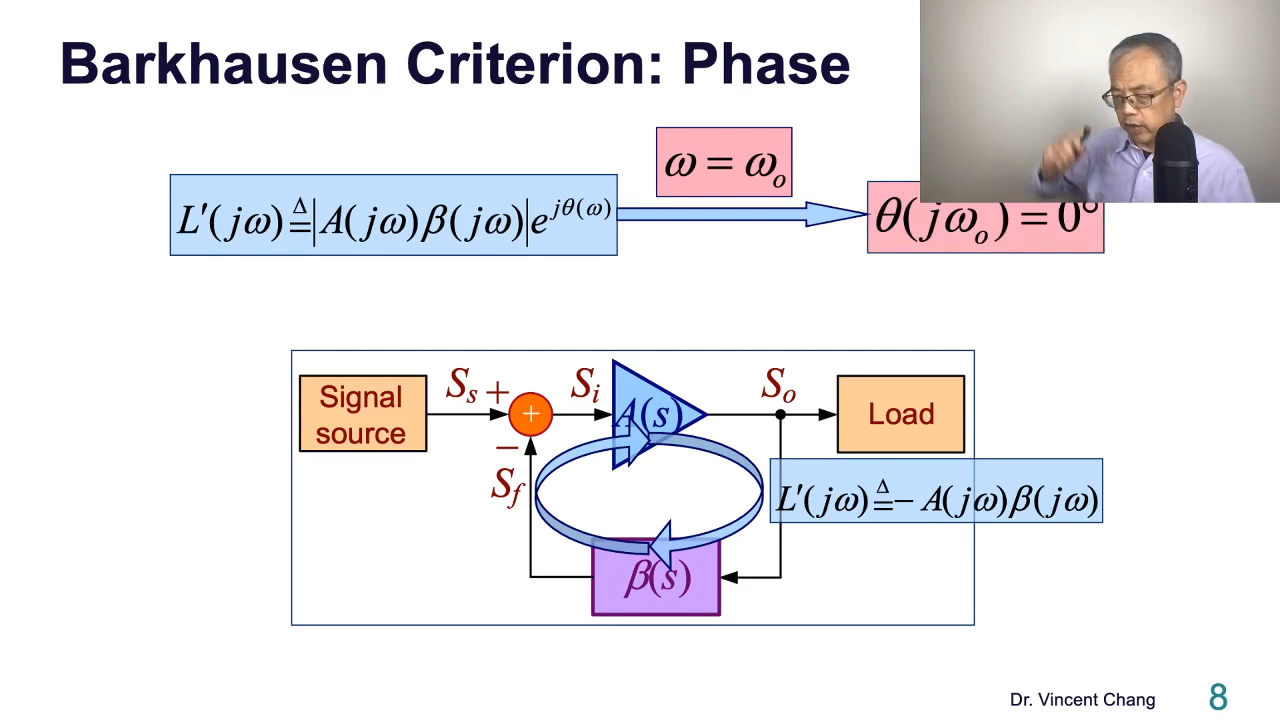 Barkhausen Criterion: Phase
ω = ωₒ
L′(jω) ≜ |A(jω)β(jω)|e^{jθ(ω)}
θ(jωₒ) = 0°
Signal
source
Sₛ +
+
−
S_f
Sᵢ
A(s)
Sₒ
Load
L′(jω) ≜ − A(jω)β(jω)
β(s)
Dr. Vincent Chang
8